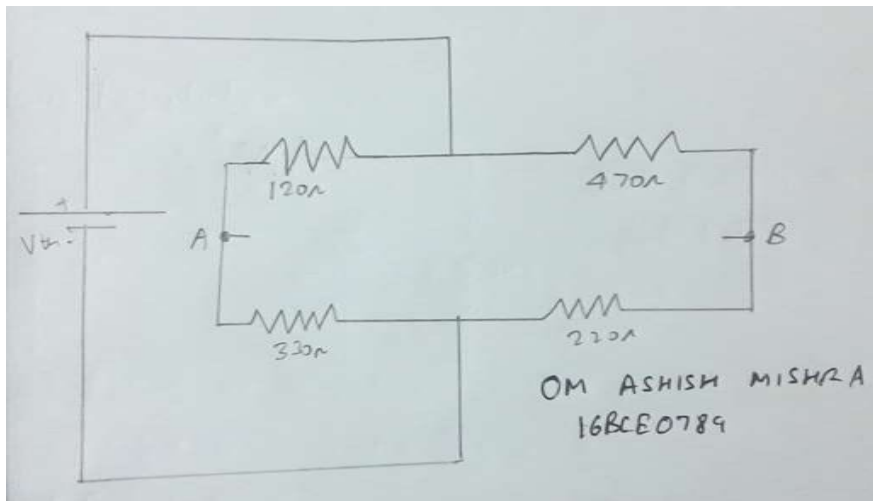 120Ω
470Ω
+
Vth
A
B
330Ω
220Ω
OM ASHISH MISHRA
16BCE0789